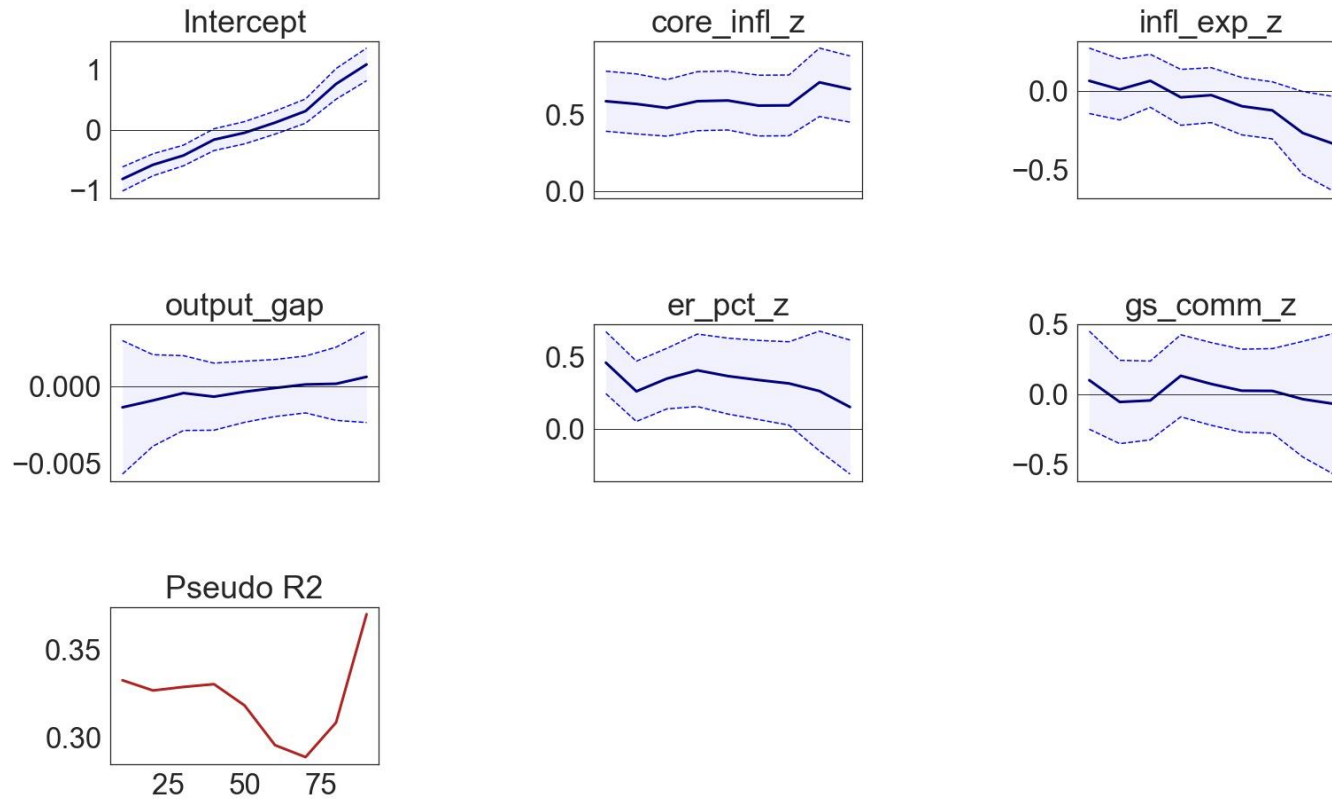 Intercept
1
0
−1
core_infl_z
0.5
0.0
infl_exp_z
0.0
−0.5
output_gap
0.000
−0.005
er_pct_z
0.5
0.0
gs_comm_z
0.5
0.0
−0.5
Pseudo R2
0.35
0.30
25 50 75